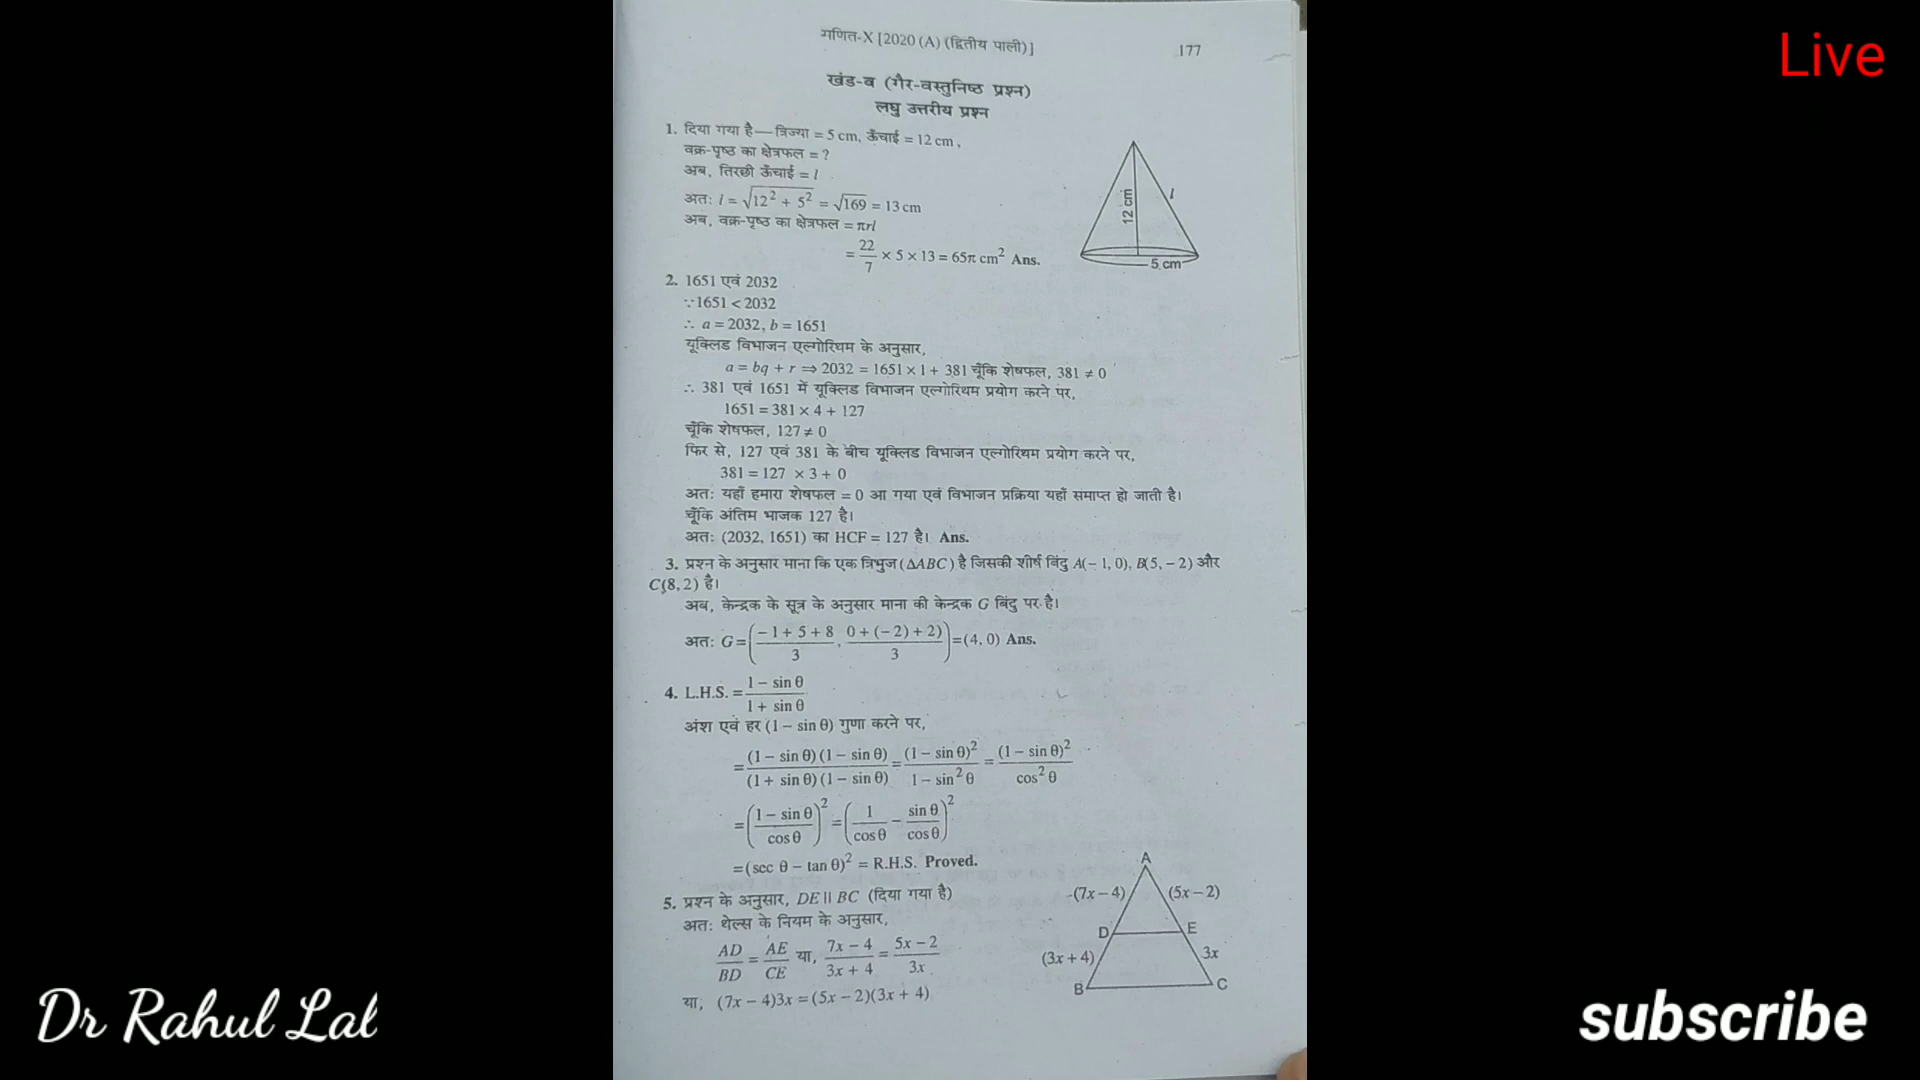 गणित-X [2020 (A) (द्वितीय पाली)]
177
Live
खंड-ब (गैर-वस्तुनिष्ठ प्रश्न)
लघु उत्तरीय प्रश्न
1. दिया गया है—त्रिज्या = 5 cm, ऊँचाई = 12 cm,
वक्र-पृष्ठ का क्षेत्रफल = ?
अब, तिरछी ऊँचाई = l
अतः l = √(12² + 5²) = √169 = 13 cm
अब, वक्र-पृष्ठ का क्षेत्रफल = πrl
= 22/7 × 5 × 13 = 65π cm² Ans.
12 cm
l
5 cm
2. 1651 एवं 2032
∵ 1651 < 2032
∴ a = 2032, b = 1651
यूक्लिड विभाजन एल्गोरिथम के अनुसार,
a = bq + r ⇒ 2032 = 1651 × 1 + 381 चूँकि शेषफल, 381 ≠ 0
∴ 381 एवं 1651 में यूक्लिड विभाजन एल्गोरिथम प्रयोग करने पर,
1651 = 381 × 4 + 127
चूँकि शेषफल, 127 ≠ 0
फिर से, 127 एवं 381 के बीच यूक्लिड विभाजन एल्गोरिथम प्रयोग करने पर,
381 = 127 × 3 + 0
अतः यहाँ हमारा शेषफल = 0 आ गया एवं विभाजन प्रक्रिया यहाँ समाप्त हो जाती है।
चूँकि अंतिम भाजक 127 है।
अतः (2032, 1651) का HCF = 127 है। Ans.
3. प्रश्न के अनुसार माना कि एक त्रिभुज (ΔABC) है जिसकी शीर्ष बिंदु A(– 1, 0), B(5, – 2) और
C(8, 2) है।
अब, केन्द्रक के सूत्र के अनुसार माना की केन्द्रक G बिंदु पर है।
अतः G = ((– 1 + 5 + 8)/3, (0 + (– 2) + 2))/3) = (4, 0) Ans.
4. L.H.S. = (1 – sin θ)/(1 + sin θ)
अंश एवं हर (1 – sin θ) गुणा करने पर,
= (1 – sin θ)(1 – sin θ)/(1 + sin θ)(1 – sin θ) = (1 – sin θ)²/(1 – sin² θ) = (1 – sin θ)²/cos² θ
= ((1 – sin θ)/cos θ)² = (1/cos θ – sin θ/cos θ)²
= (sec θ – tan θ)² = R.H.S. Proved.
5. प्रश्न के अनुसार, DE || BC (दिया गया है)
अतः थेल्स के नियम के अनुसार,
AD/BD = AE/CE या, (7x – 4)/(3x + 4) = (5x – 2)/3x
या, (7x – 4)3x = (5x – 2)(3x + 4)
A
(7x – 4) (5x – 2)
D E
(3x + 4) 3x
B C
Dr Rahul Lal
subscribe